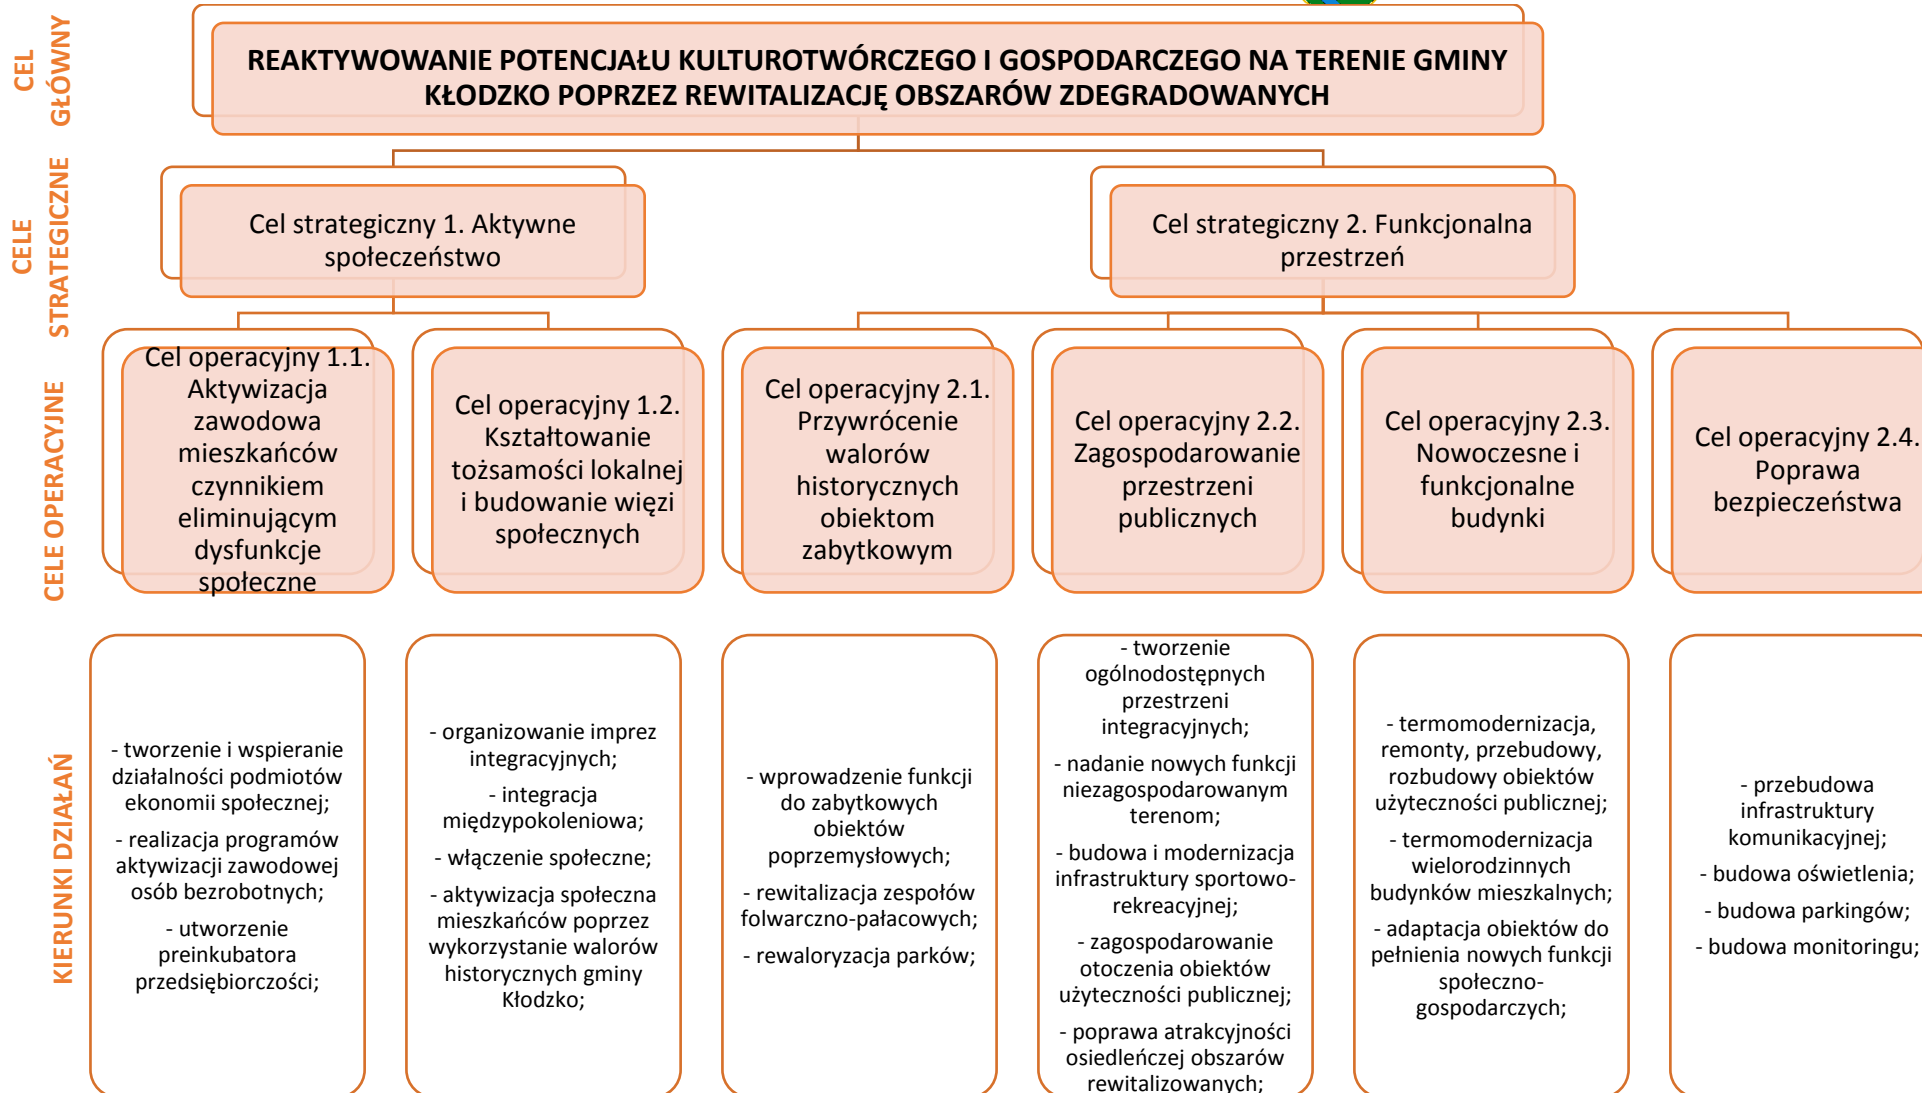 CEL
GŁÓWNY
REAKTYWOWANIE POTENCJAŁU KULTUROTWÓRCZEGO I GOSPODARCZEGO NA TERENIE GMINY
KŁODZKO POPRZEZ REWITALIZACJĘ OBSZARÓW ZDEGRADOWANYCH
CELE
STRATEGICZNE
Cel strategiczny 1. Aktywne
społeczeństwo
Cel strategiczny 2. Funkcjonalna
przestrzeń
CELE OPERACYJNE
Cel operacyjny 1.1.
Aktywizacja
zawodowa
mieszkańców
czynnikiem
eliminującym
dysfunkcje
społeczne
Cel operacyjny 1.2.
Kształtowanie
tożsamości lokalnej
i budowanie więzi
społecznych
Cel operacyjny 2.1.
Przywrócenie
walorów
historycznych
obiektom
zabytkowym
Cel operacyjny 2.2.
Zagospodarowanie
przestrzeni
publicznych
Cel operacyjny 2.3.
Nowoczesne i
funkcjonalne
budynki
Cel operacyjny 2.4.
Poprawa
bezpieczeństwa
KIERUNKI DZIAŁAŃ
- tworzenie i wspieranie
działalności podmiotów
ekonomii społecznej;
- realizacja programów
aktywizacji zawodowej
osób bezrobotnych;
- utworzenie
preinkubatora
przedsiębiorczości;
- organizowanie imprez
integracyjnych;
- integracja
międzypokoleniowa;
- włączenie społeczne;
- aktywizacja społeczna
mieszkańców poprzez
wykorzystanie walorów
historycznych gminy
Kłodzko;
- wprowadzenie funkcji
do zabytkowych
obiektów
poprzemysłowych;
- rewitalizacja zespołów
folwarczno-pałacowych;
- rewaloryzacja parków;
- tworzenie
ogólnodostępnych
przestrzeni
integracyjnych;
- nadanie nowych funkcji
niezagospodarowanym
terenom;
- budowa i modernizacja
infrastruktury sportowo-
rekreacyjnej;
- zagospodarowanie
otoczenia obiektów
użyteczności publicznej;
- poprawa atrakcyjności
osiedleńczej obszarów
rewitalizowanych;
- termomodernizacja,
remonty, przebudowy,
rozbudowy obiektów
użyteczności publicznej;
- termomodernizacja
wielorodzinnych
budynków mieszkalnych;
- adaptacja obiektów do
pełnienia nowych funkcji
społeczno-
gospodarczych;
- przebudowa
infrastruktury
komunikacyjnej;
- budowa oświetlenia;
- budowa parkingów;
- budowa monitoringu;